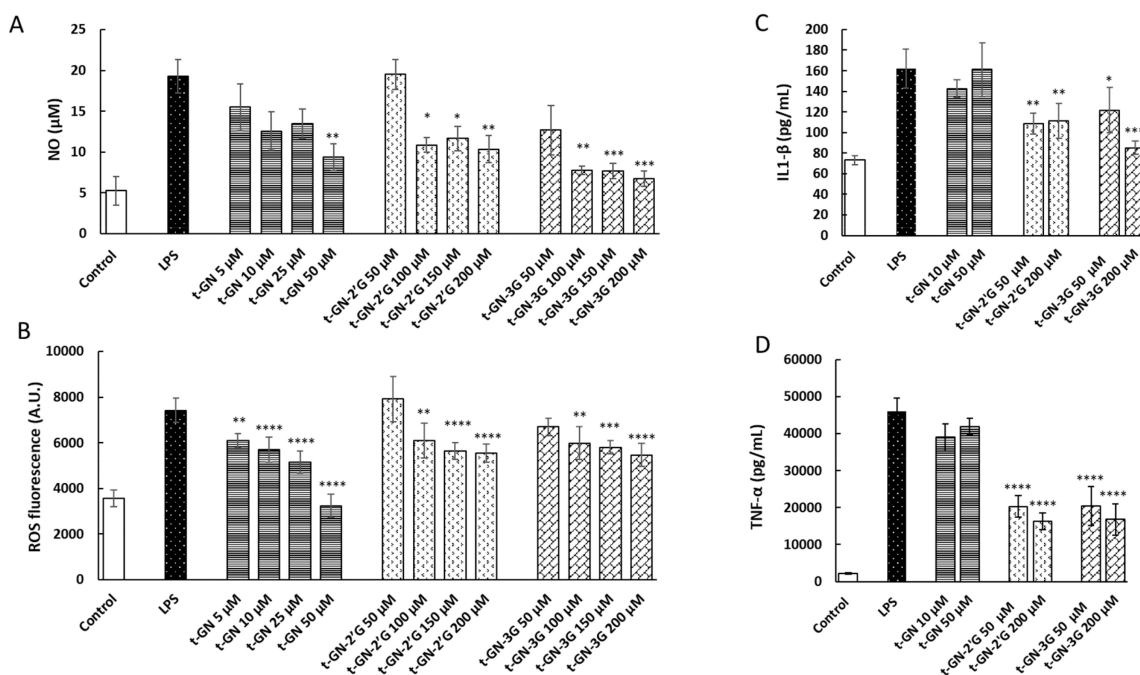 A
NO (µM)
25
20
15
10
5
0
**
*
*
**
**
***
***
Control
LPS
t-GN 5 µM
t-GN 10 µM
t-GN 25 µM
t-GN 50 µM
t-GN-2'G 50 µM
t-GN-2'G 100 µM
t-GN-2'G 150 µM
t-GN-2'G 200 µM
t-GN-3G 50 µM
t-GN-3G 100 µM
t-GN-3G 150 µM
t-GN-3G 200 µM
B
ROS fluorescence (A.U.)
10000
8000
6000
4000
2000
0
**
****
****
****
**
****
****
**
***
****
Control
LPS
t-GN 5 µM
t-GN 10 µM
t-GN 25 µM
t-GN 50 µM
t-GN-2'G 50 µM
t-GN-2'G 100 µM
t-GN-2'G 150 µM
t-GN-2'G 200 µM
t-GN-3G 50 µM
t-GN-3G 100 µM
t-GN-3G 150 µM
t-GN-3G 200 µM
C
IL1-β (pg/mL)
200
180
160
140
120
100
80
60
40
20
0
**
**
*
Control
LPS
t-GN 10 µM
t-GN 50 µM
t-GN-2'G 50 µM
t-GN-2'G 200 µM
t-GN-3G 50 µM
t-GN-3G 200 µM
D
TNF-α (pg/mL)
60000
50000
40000
30000
20000
10000
0
****
****
****
****
Control
LPS
t-GN 10 µM
t-GN 50 µM
t-GN-2'G 50 µM
t-GN-2'G 200 µM
t-GN-3G 50 µM
t-GN-3G 200 µM